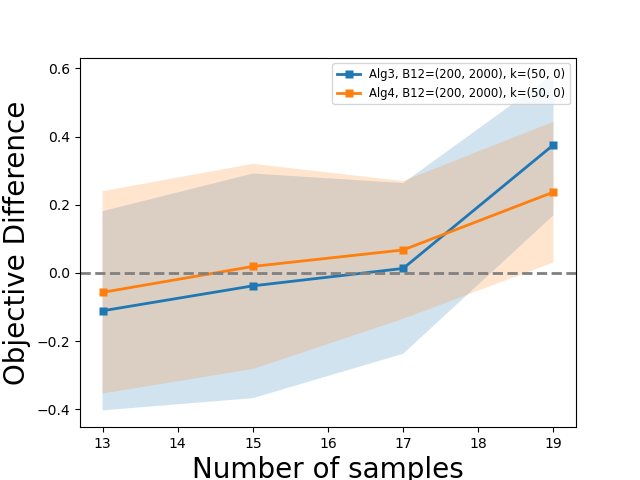 Alg3, B12=(200, 2000), k=(50, 0)
Alg4, B12=(200, 2000), k=(50, 0)
Objective Difference
0.6
0.4
0.2
0.0
−0.2
−0.4
13 14 15 16 17 18 19
Number of samples